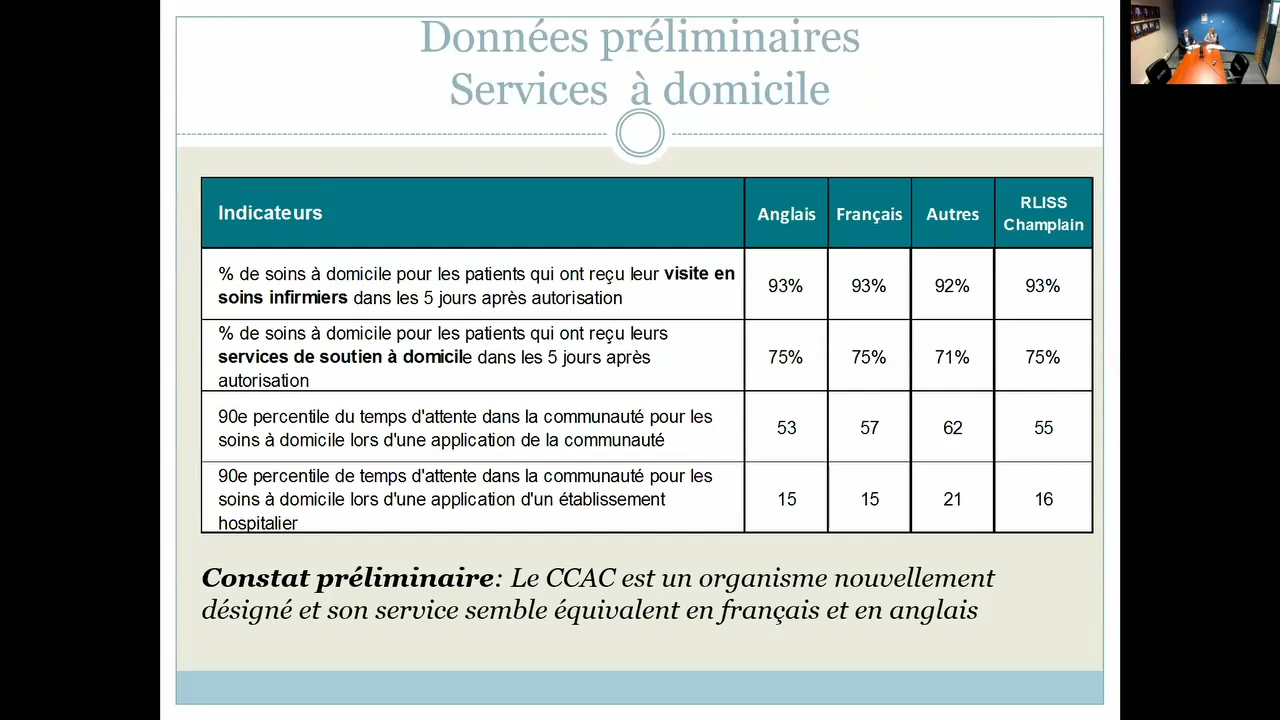 Données préliminaires
Services à domicile
Indicateurs
Anglais
Français
Autres
RLISS
Champlain
% de soins à domicile pour les patients qui ont reçu leur visite en
soins infirmiers dans les 5 jours après autorisation
93%
93%
92%
93%
% de soins à domicile pour les patients qui ont reçu leurs
services de soutien à domicile dans les 5 jours après
autorisation
75%
75%
71%
75%
90e percentile du temps d'attente dans la communauté pour les
soins à domicile lors d'une application de la communauté
53
57
62
55
90e percentile de temps d'attente dans la communauté pour les
soins à domicile lors d'une application d'un établissement
hospitalier
15
15
21
16
Constat préliminaire: Le CCAC est un organisme nouvellement
désigné et son service semble équivalent en français et en anglais